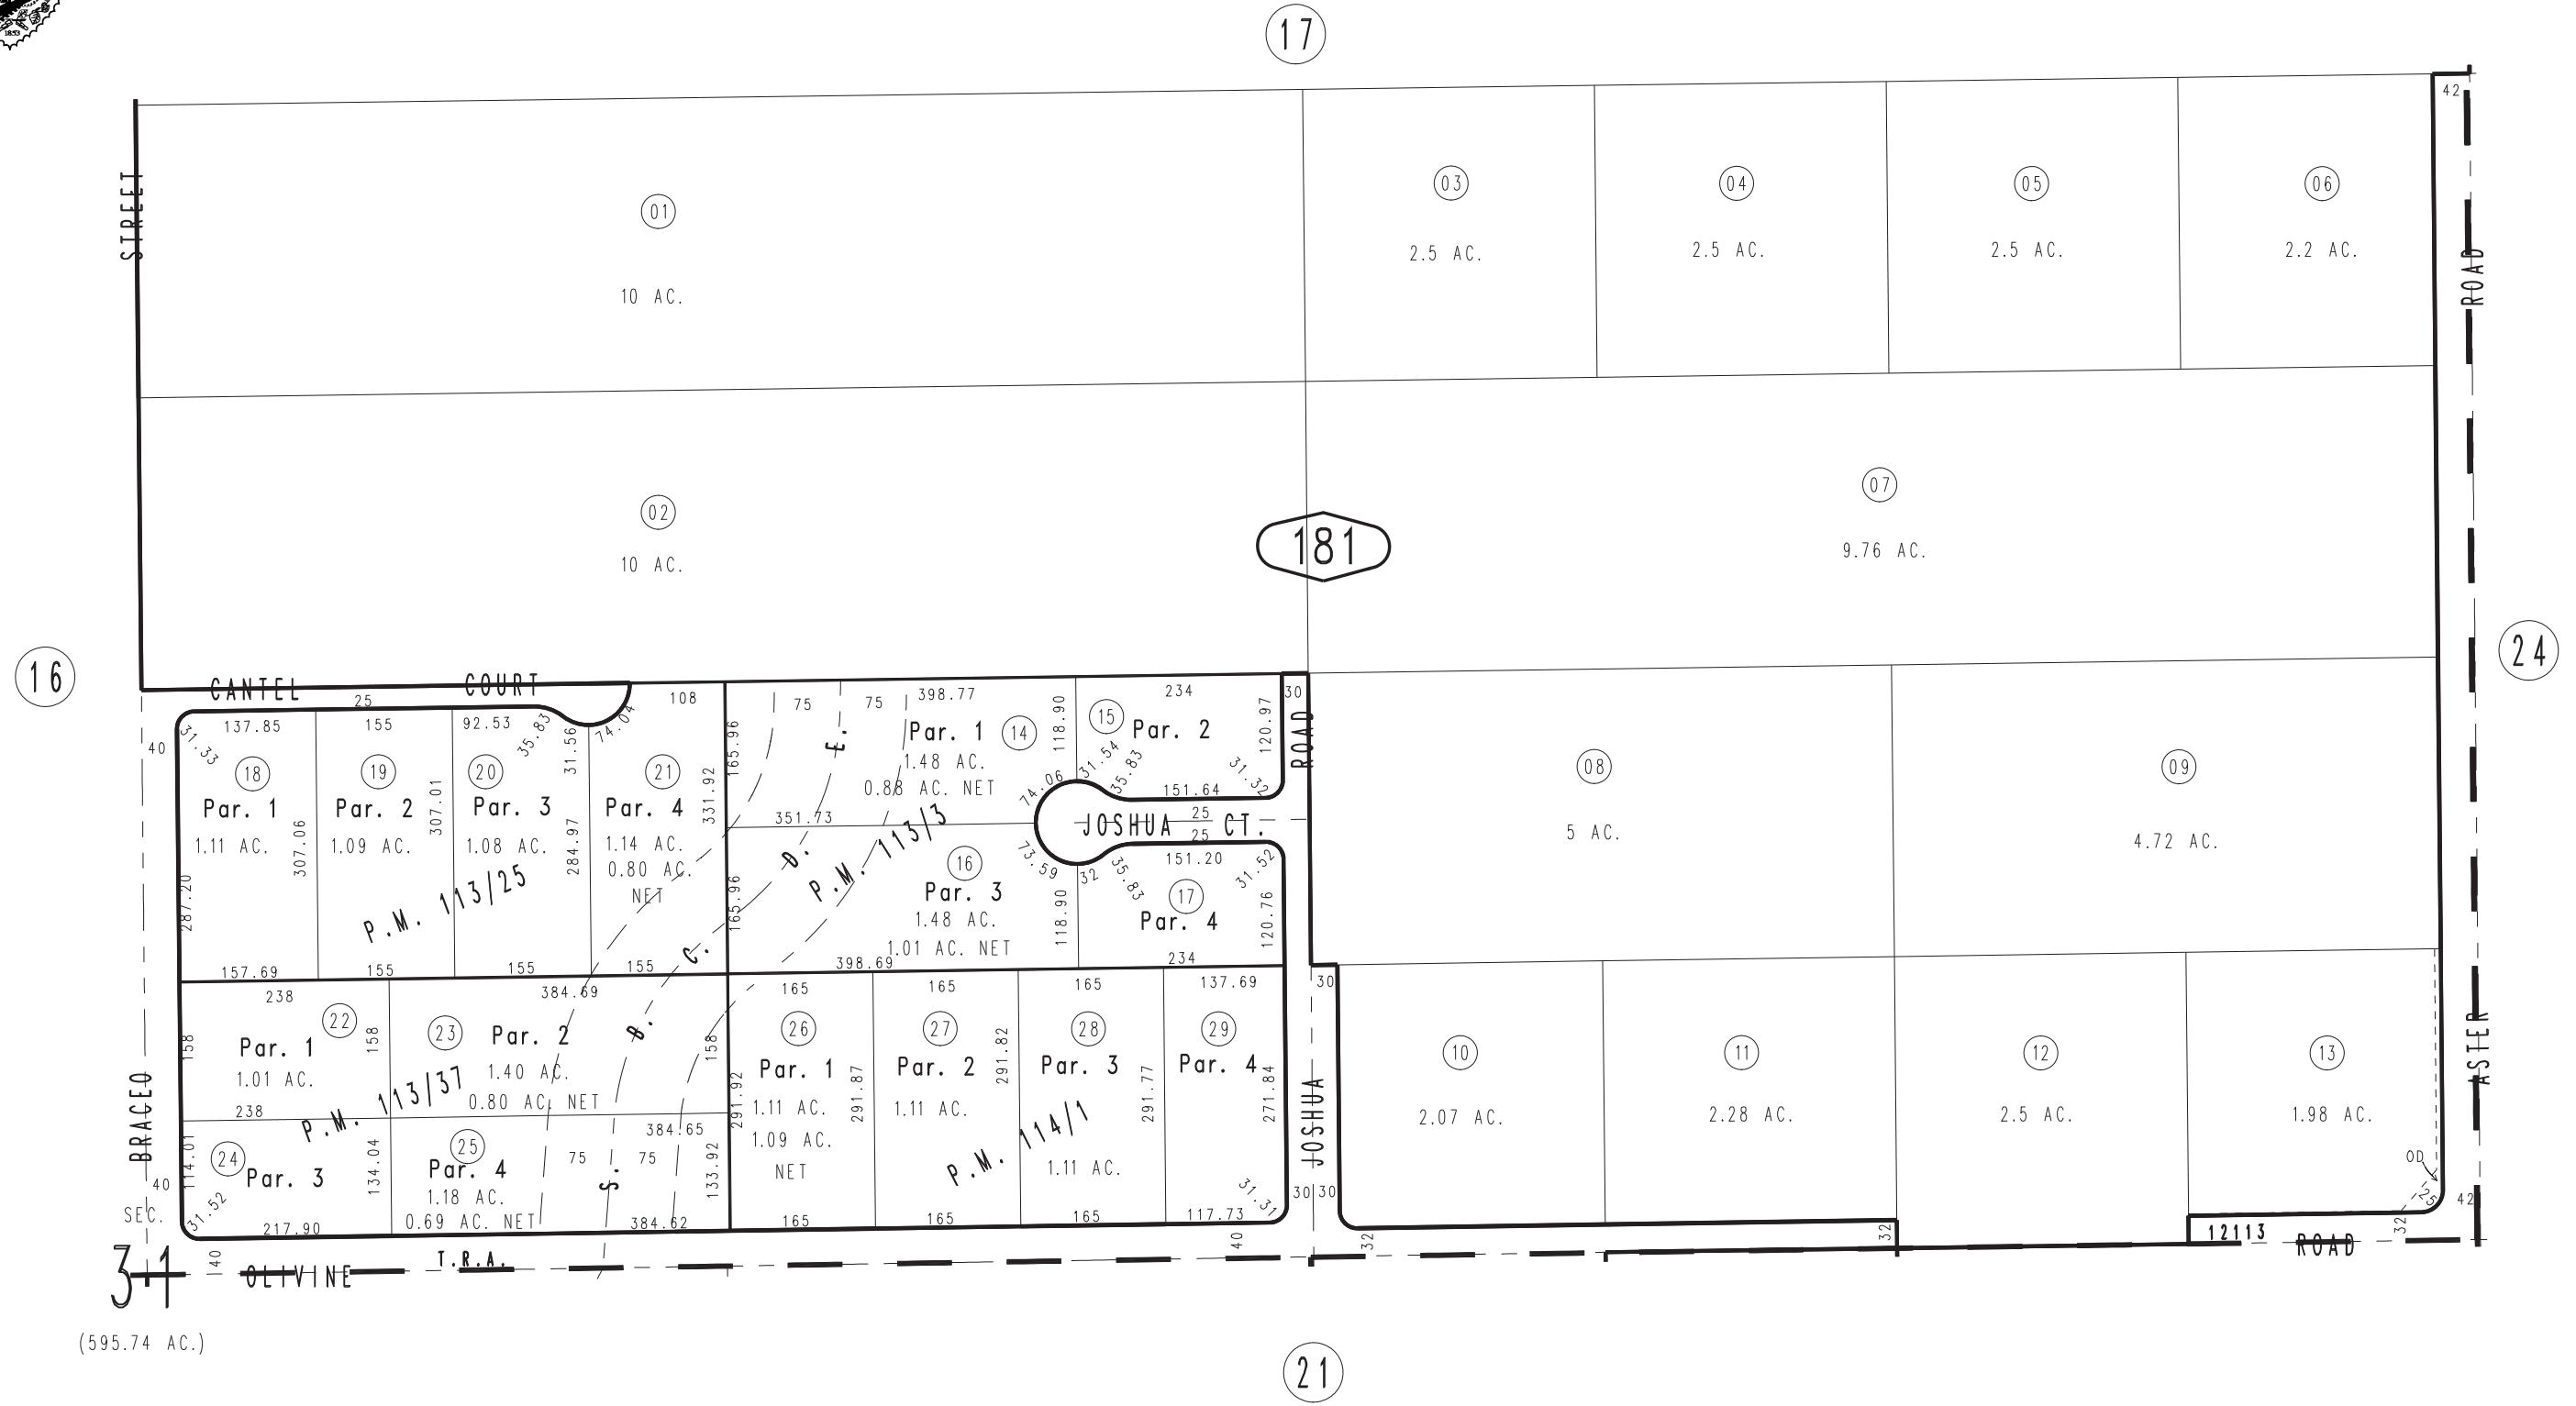 1853
17
42
STREET
ROAD
01
10 AC.
03
2.5 AC.
04
2.5 AC.
05
2.5 AC.
06
2.2 AC.
02
10 AC.
181
07
9.76 AC.
16
24
CANTEL COURT
25
40
137.85
155
92.53
35.83
31.56
74.04
108
31.33
18
Par. 1
1.11 AC.
287.20
307.06
157.69
19
Par. 2
1.09 AC.
307.01
155
20
Par. 3
1.08 AC.
284.97
155
21
Par. 4
1.14 AC.
0.80 AC.
NET
331.92
155
P.M. 113/25
165.96
75
75
398.77
Par. 1
14
1.48 AC.
0.88 AC. NET
118.90
74.06
351.73
234
15
Par. 2
31.54
35.83
120.97
31.32
151.64
30
ROAD
JOSHUA CT.
25
25
P.M. 113/3
165.96
16
Par. 3
1.48 AC.
1.01 AC. NET
398.69
73.59
32
35.83
118.90
151.20
31.52
17
Par. 4
120.76
234
08
5 AC.
09
4.72 AC.
238
22
Par. 1
1.01 AC.
158
158
238
384.69
23
Par. 2
1.40 AC.
0.80 AC. NET
158
P.M. 113/37
24
Par. 3
114.01
134.04
31.52
217.90
384.65
25
Par. 4
1.18 AC.
0.69 AC. NET
75
75
133.92
384.62
S. B. C. D. E.
165
26
Par. 1
1.11 AC.
1.09 AC.
NET
291.92
291.87
165
165
27
Par. 2
1.11 AC.
291.82
165
165
28
Par. 3
1.11 AC.
291.77
165
137.69
29
Par. 4
271.84
31.31
117.73
P.M. 114/1
30
JOSHUA
30
30
10
2.07 AC.
11
2.28 AC.
12
2.5 AC.
13
1.98 AC.
OD
25
42
ASTER
BRACEO
40
SEC.
31
(595.74 AC.)
40
OLIVINE
T.R.A.
40
32
32
12113
32
ROAD
21